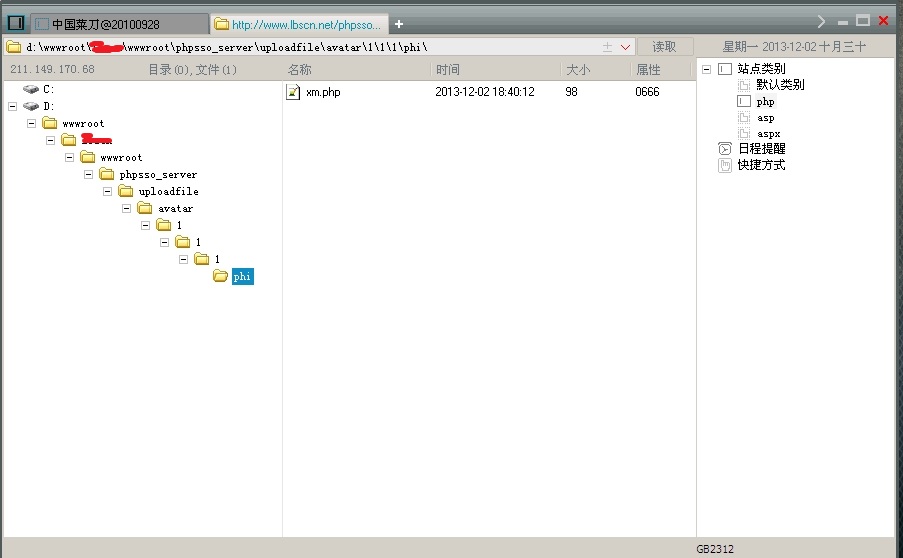 中国菜刀@20100928
http://www.lbscn.net/phpsso...
d:\wwwroot\ \wwwroot\phpsso_server\uploadfile\avatar\1\1\1\phi\
读取
星期一 2013-12-02 十月三十
211.149.170.68
目录(0),文件(1)
名称
时间
大小
属性
C:
D:
wwwroot
wwwroot
phpsso_server
uploadfile
avatar
1
1
1
phi
xm.php
2013-12-02 18:40:12
98
0666
站点类别
默认类别
php
asp
aspx
日程提醒
快捷方式
GB2312